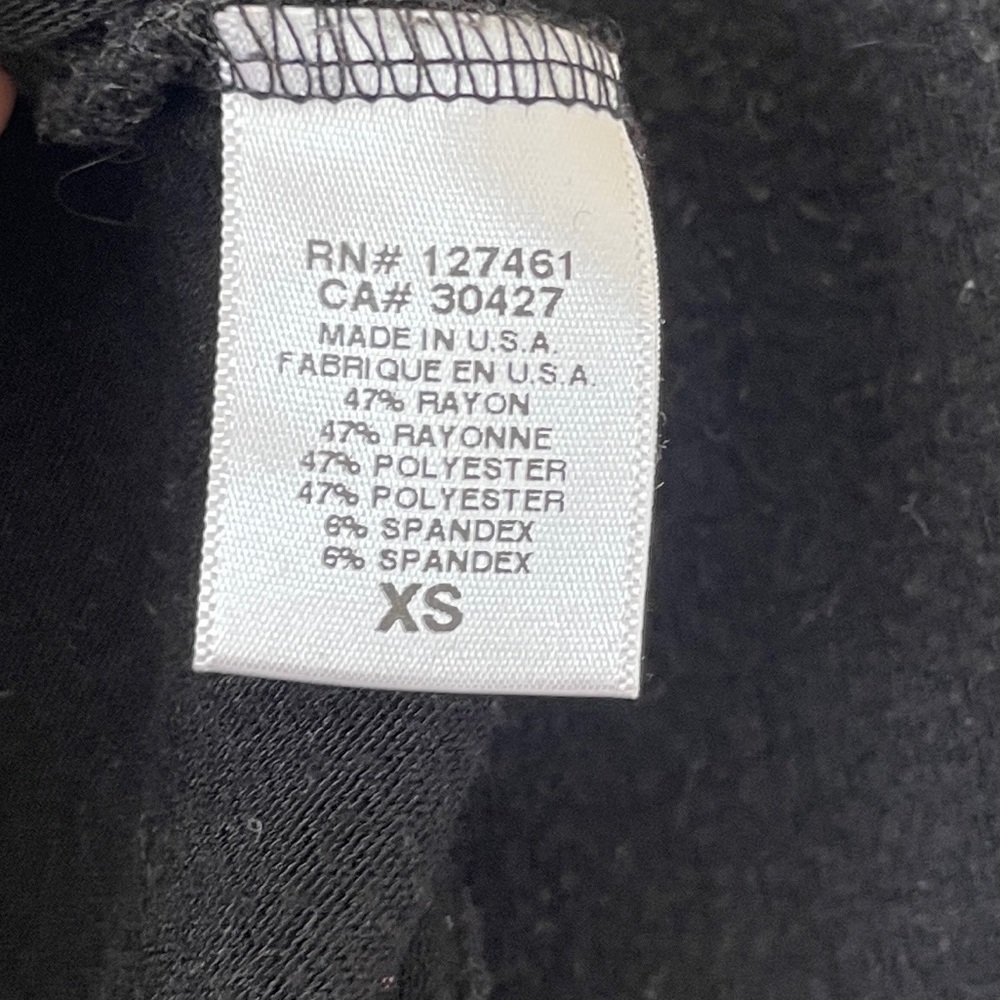 RN# 127461
CA# 30427
MADE IN U.S.A.
FABRIQUE EN U.S.A.
47% RAYON
47% RAYONNE
47% POLYESTER
47% POLYESTER
6% SPANDEX
6% SPANDEX
XS